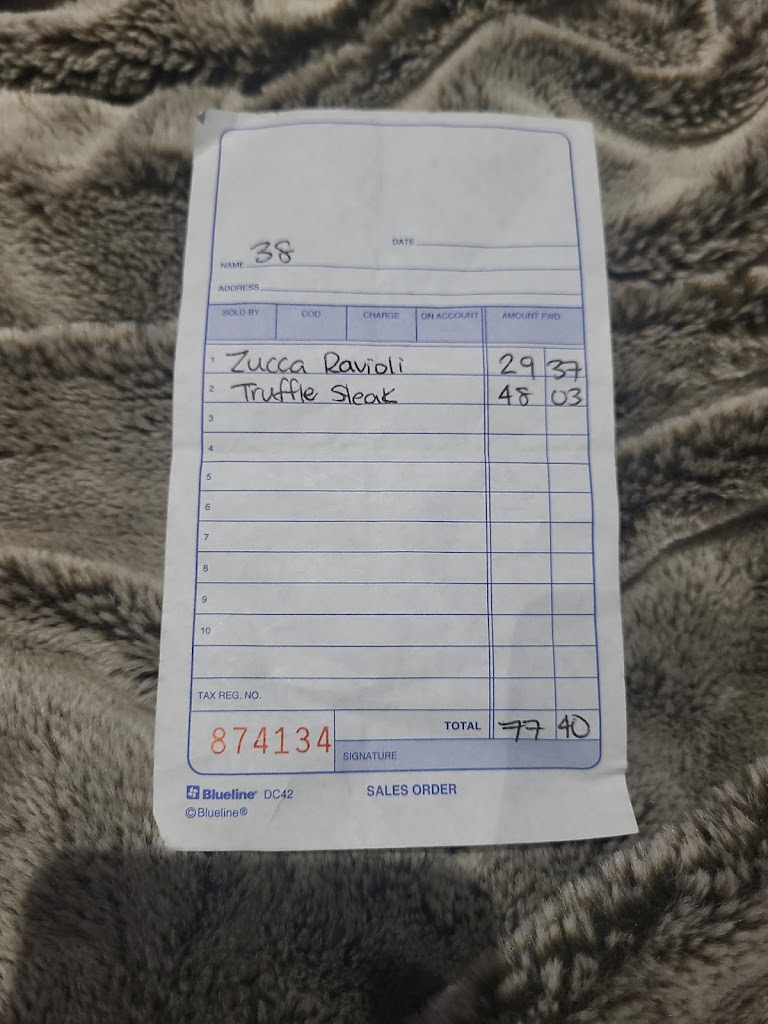 38
DATE
NAME
ADDRESS
SOLD BY COD CHARGE ON ACCOUNT AMOUNT FWD.
1 Zucca Ravioli 29 37
2 Truffle Steak 48 03
3
4
5
6
7
8
9
10
TAX REG. NO.
874134 TOTAL 77 40
SIGNATURE
Blueline® DC42 SALES ORDER
©Blueline®